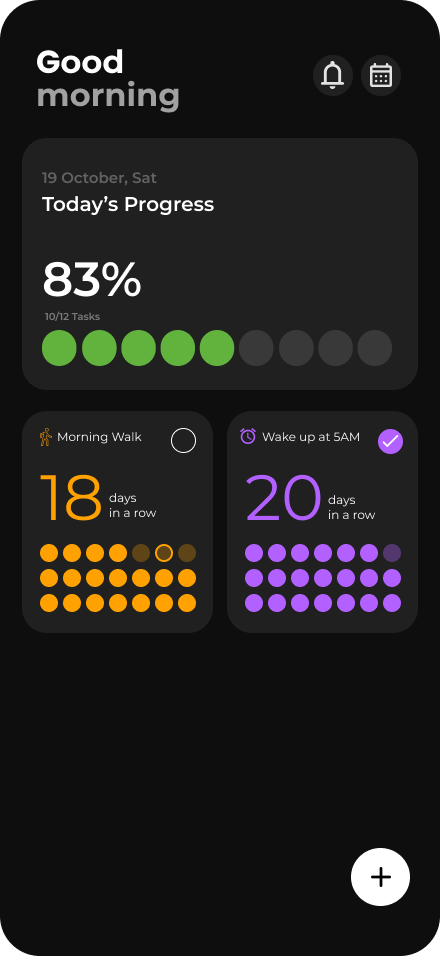 Good
morning
19 October, Sat
Today’s Progress
83%
10/12 Tasks
Morning Walk
18 days
in a row
Wake up at 5AM
20 days
in a row